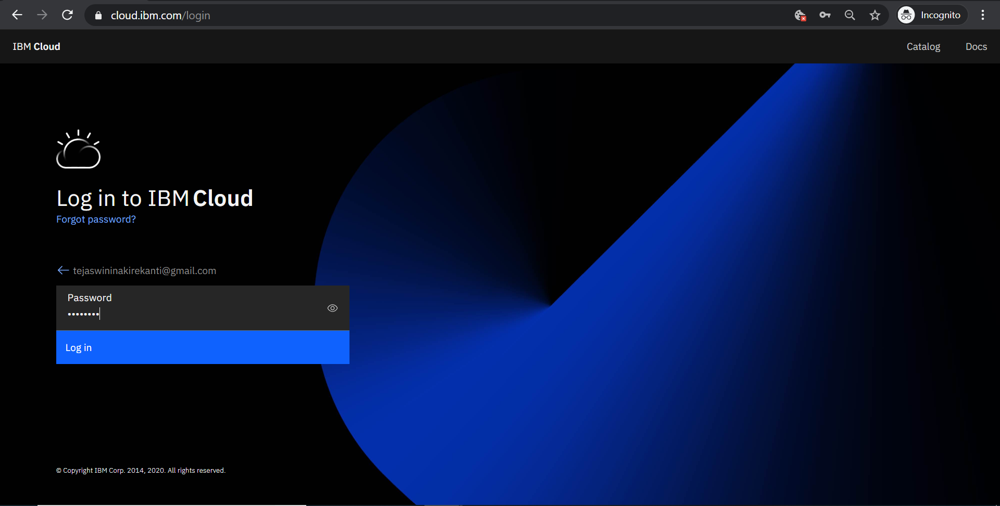 cloud.ibm.com/login
Incognito
IBM Cloud
Catalog
Docs
Log in to IBM Cloud
Forgot password?
tejaswininakirekanti@gmail.com
Password
••••••••
Log in
© Copyright IBM Corp. 2014, 2020. All rights reserved.